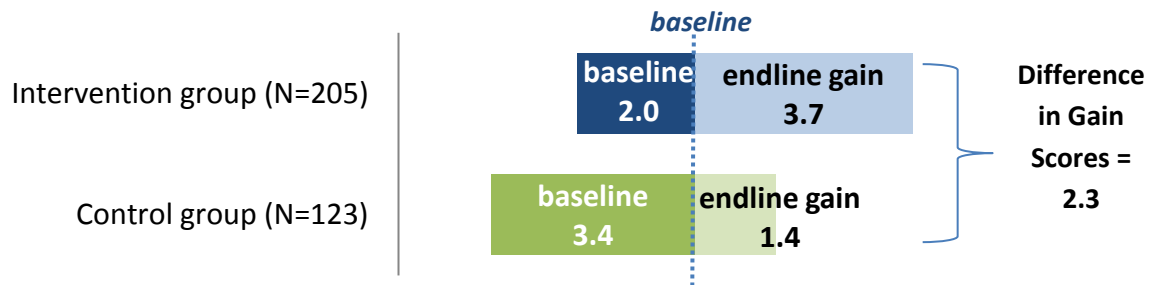 baseline
Intervention group (N=205)
baseline
2.0
endline gain
3.7
Control group (N=123)
baseline
3.4
endline gain
1.4
Difference
in Gain
Scores =
2.3